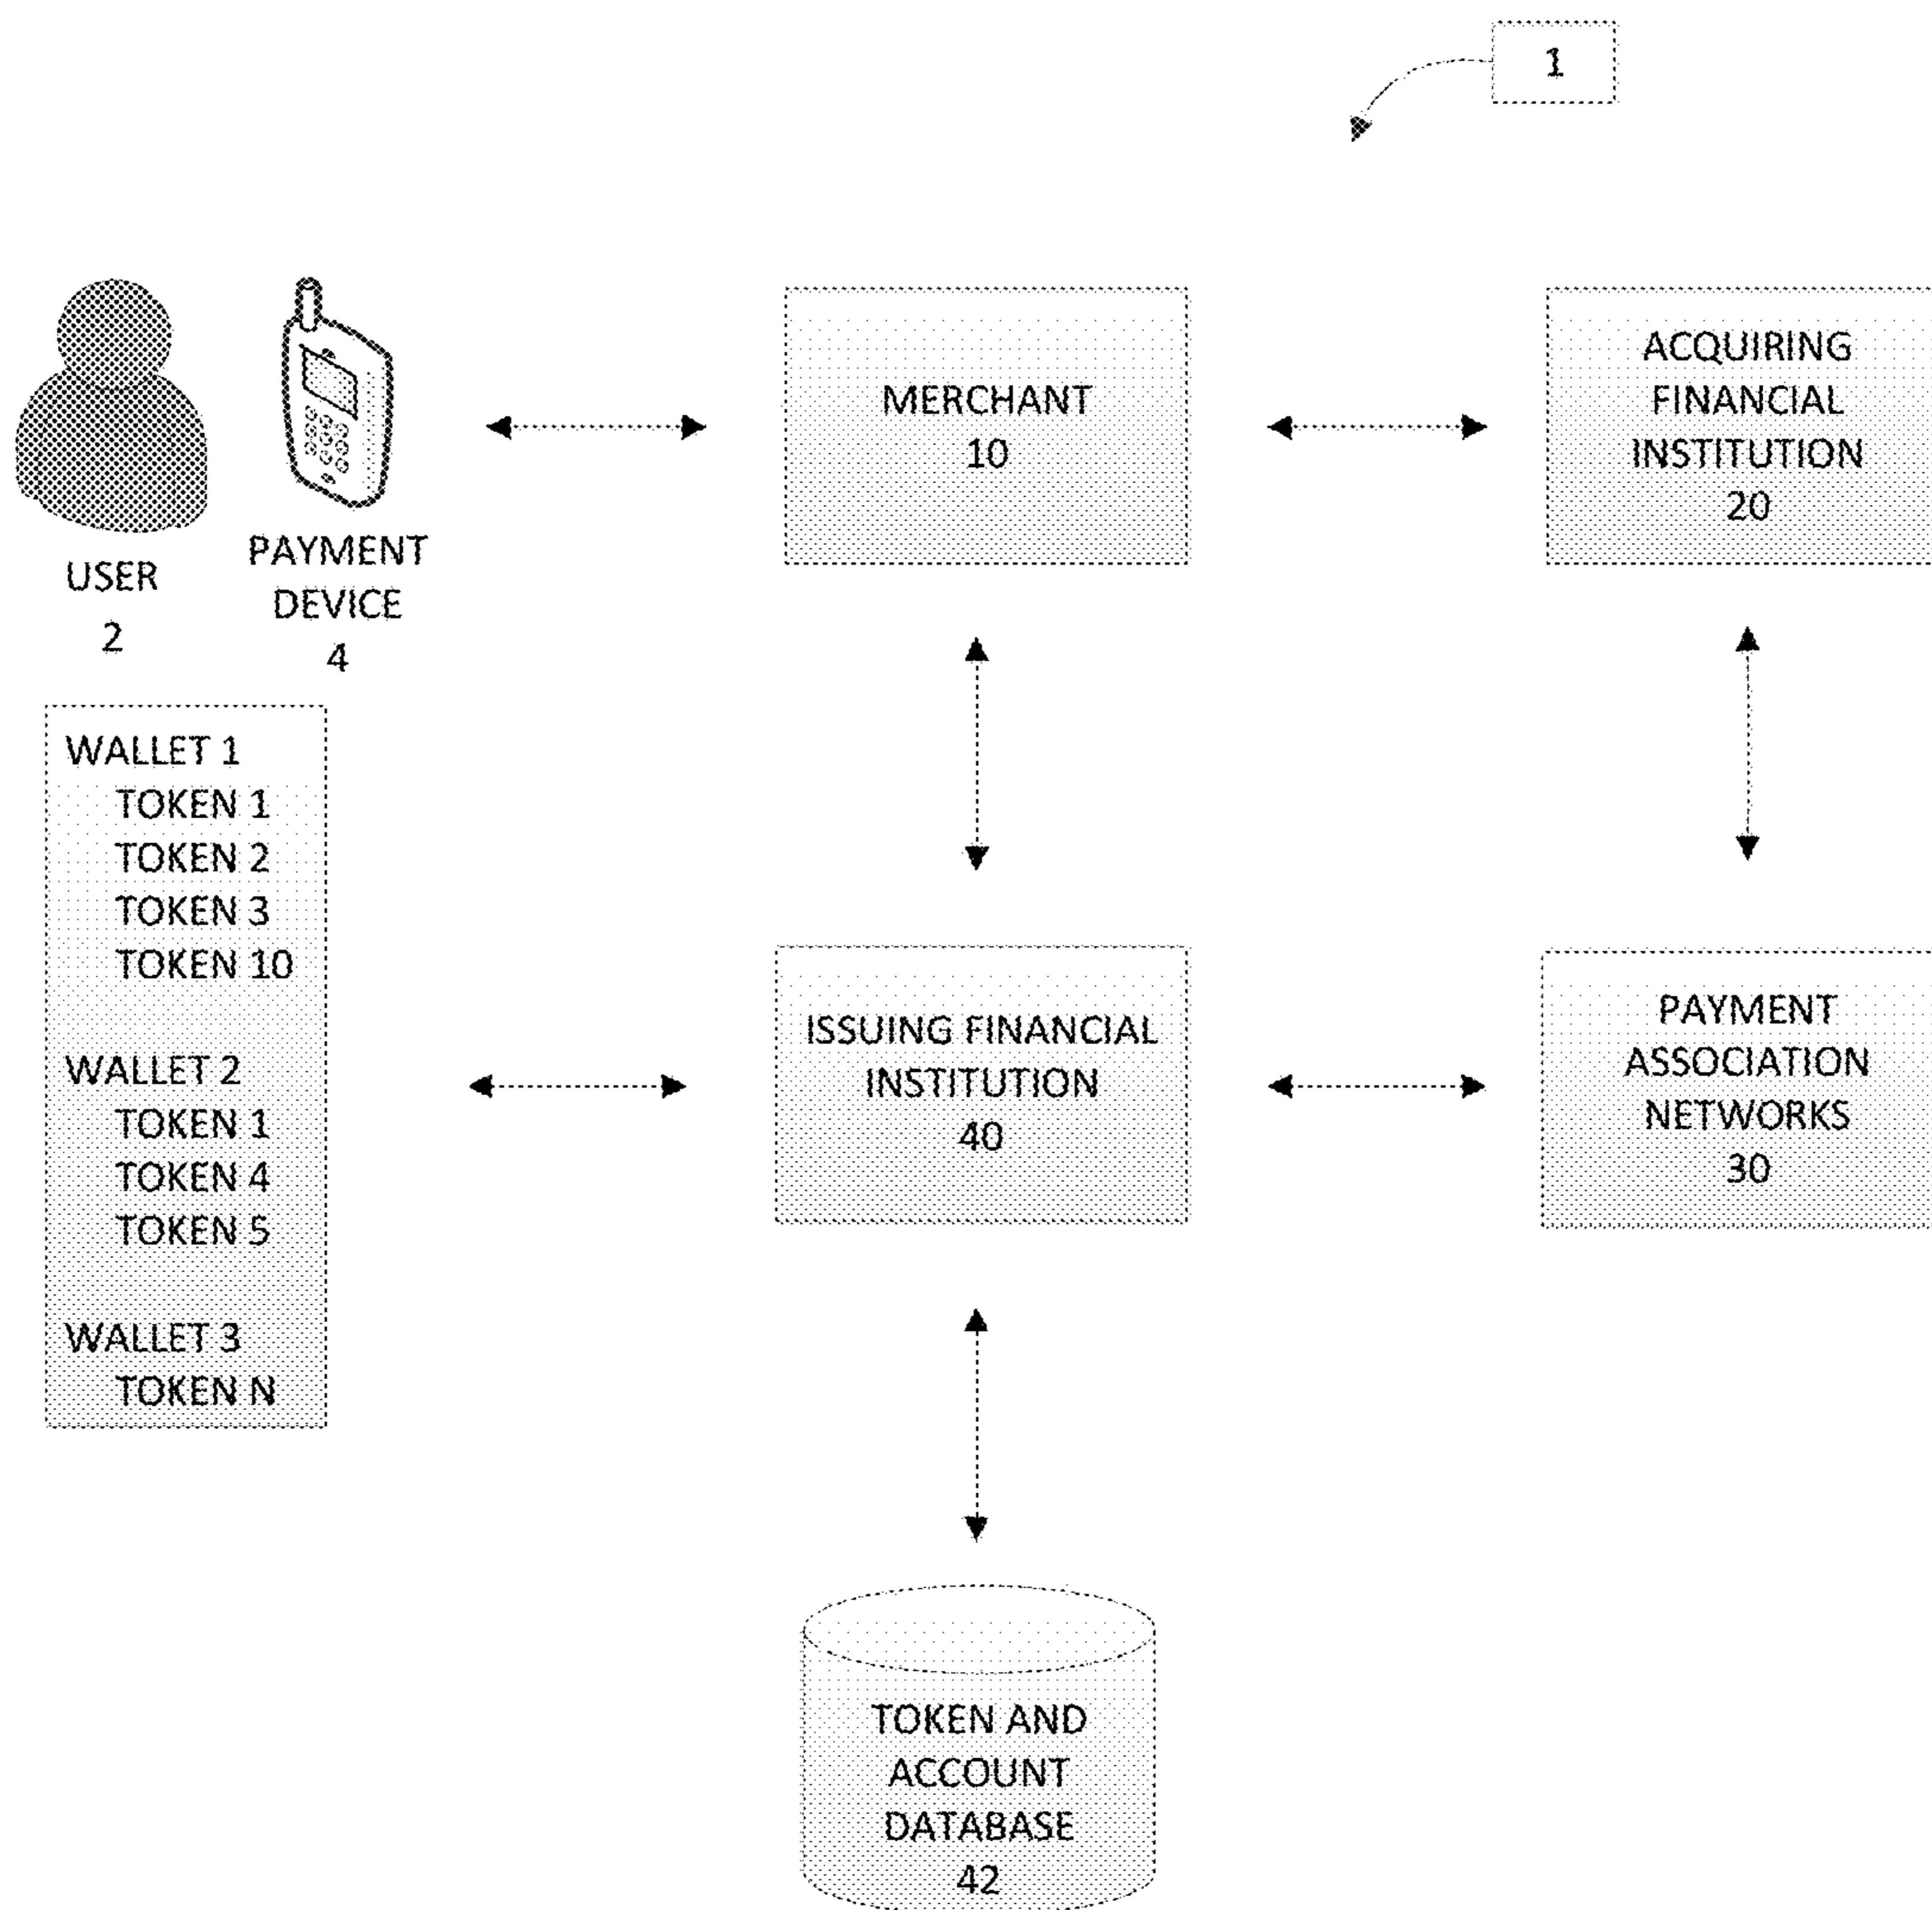 1
USER
2
PAYMENT
DEVICE
4
MERCHANT
10
ACQUIRING
FINANCIAL
INSTITUTION
20
WALLET 1
TOKEN 1
TOKEN 2
TOKEN 3
TOKEN 10
WALLET 2
TOKEN 1
TOKEN 4
TOKEN 5
WALLET 3
TOKEN N
ISSUING FINANCIAL
INSTITUTION
40
PAYMENT
ASSOCIATION
NETWORKS
30
TOKEN AND
ACCOUNT
DATABASE
42